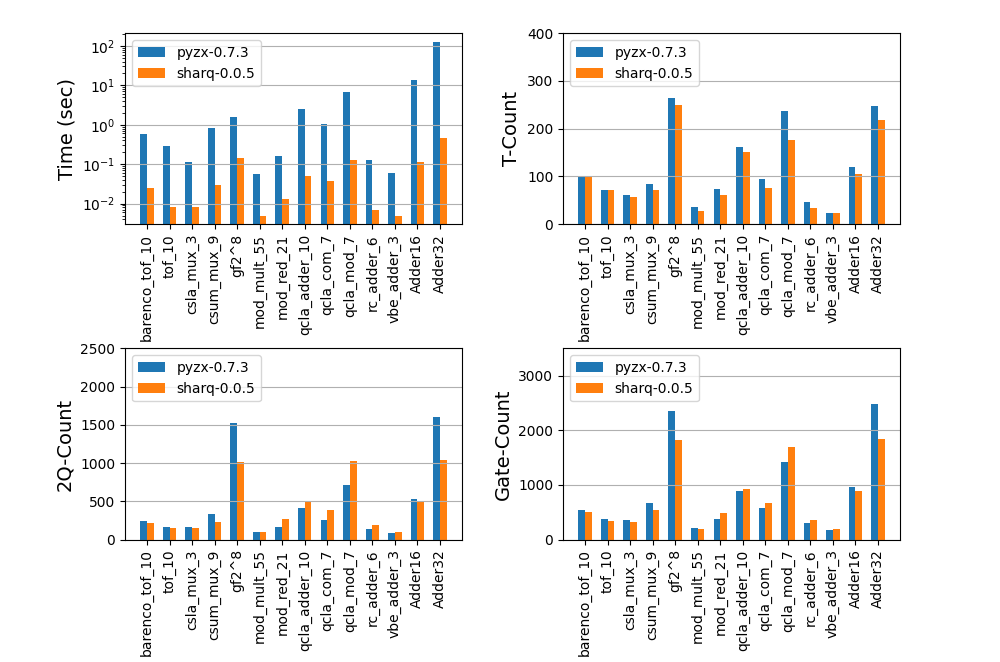 Time (sec)
10²
10¹
10⁰
10⁻¹
10⁻²
pyzx-0.7.3
sharq-0.0.5
barenco_tof_10
tof_10
csla_mux_3
csum_mux_9
gf2^8
mod_mult_55
mod_red_21
qcla_adder_10
qcla_com_7
qcla_mod_7
rc_adder_6
vbe_adder_3
Adder16
Adder32
T-Count
400
300
200
100
0
pyzx-0.7.3
sharq-0.0.5
barenco_tof_10
tof_10
csla_mux_3
csum_mux_9
gf2^8
mod_mult_55
mod_red_21
qcla_adder_10
qcla_com_7
qcla_mod_7
rc_adder_6
vbe_adder_3
Adder16
Adder32
2Q-Count
2500
2000
1500
1000
500
0
pyzx-0.7.3
sharq-0.0.5
barenco_tof_10
tof_10
csla_mux_3
csum_mux_9
gf2^8
mod_mult_55
mod_red_21
qcla_adder_10
qcla_com_7
qcla_mod_7
rc_adder_6
vbe_adder_3
Adder16
Adder32
Gate-Count
3000
2000
1000
0
pyzx-0.7.3
sharq-0.0.5
barenco_tof_10
tof_10
csla_mux_3
csum_mux_9
gf2^8
mod_mult_55
mod_red_21
qcla_adder_10
qcla_com_7
qcla_mod_7
rc_adder_6
vbe_adder_3
Adder16
Adder32